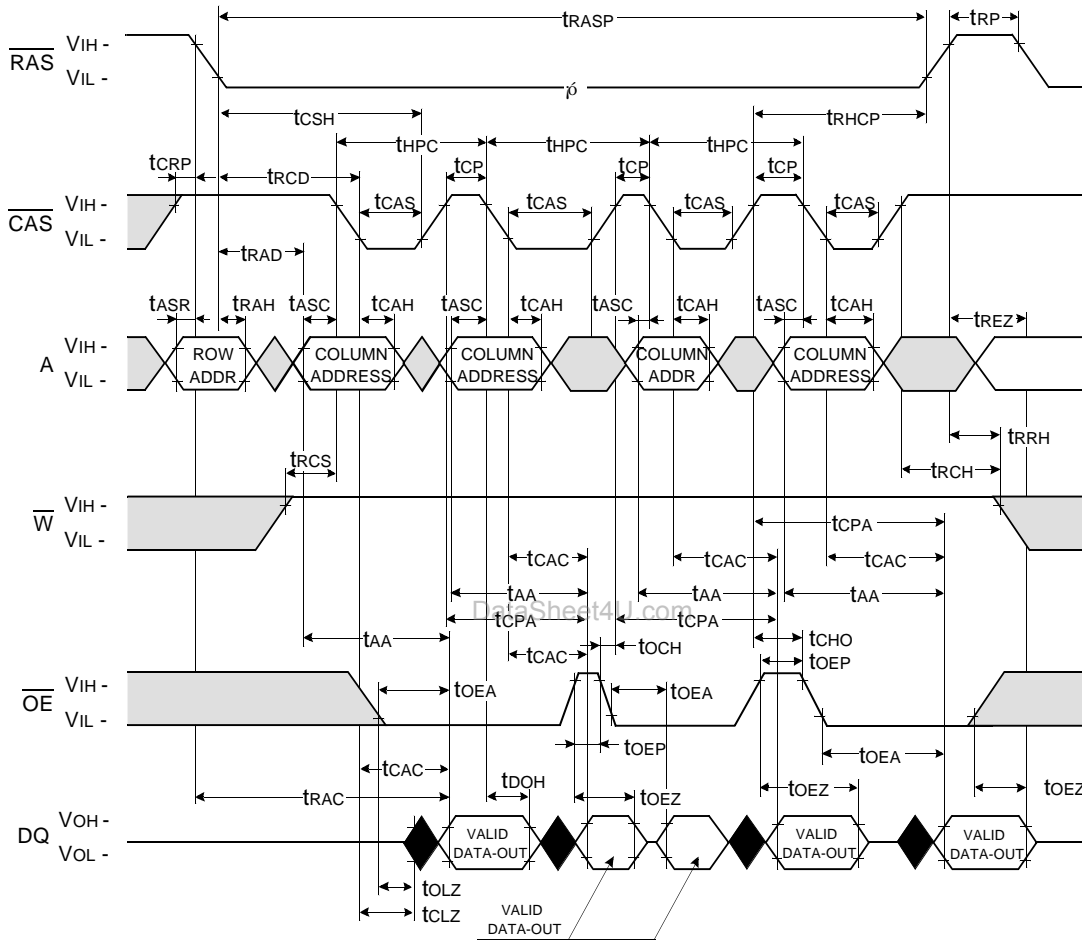 tRASP tRP
RAS VIH - VIL -
tCSH tRHCP
tHPC tHPC tHPC
tCRP tRCD tCP tCP tCP
CAS VIH - VIL -
tCAS tCAS tCAS tCAS
tRAD
tASR tRAH tASC tCAH tASC tCAH tASC tCAH tASC tCAH tREZ
A VIH - VIL -
ROW ADDR
COLUMN ADDRESS
COLUMN ADDRESS
COLUMN ADDR
COLUMN ADDRESS
tRRH
tRCS tRCH
W VIH - VIL -
tCPA
tCAC tCAC tCAC
tAA tAA tAA
DataSheet4U.com
tCPA tCPA
tAA tCAC tOCH tCHO
tOEP
OE VIH - VIL -
tOEA tOEA
tOEP tOEA
tCAC tDOH
tRAC tOEZ tOEZ tOEZ
DQ VOH - VOL -
VALID DATA-OUT
VALID DATA-OUT
VALID DATA-OUT
tOLZ
tCLZ
VALID DATA-OUT